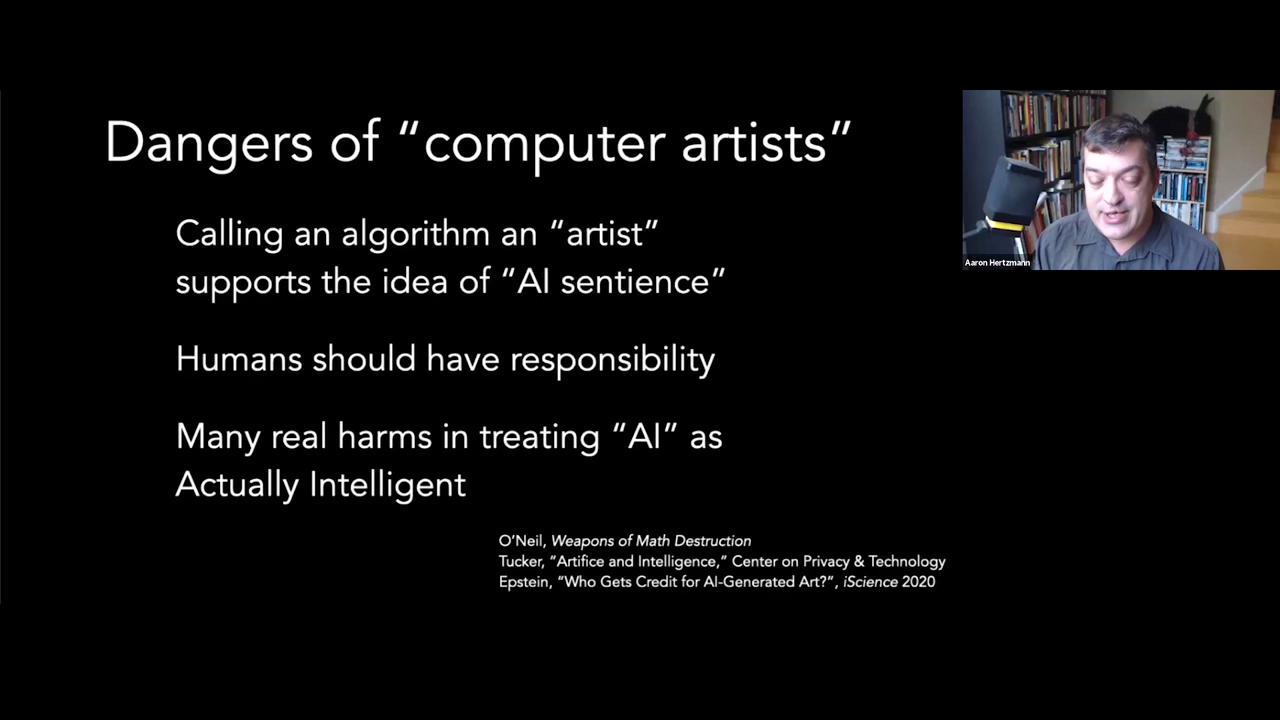 Dangers of “computer artists”
Calling an algorithm an “artist”
supports the idea of “AI sentience”
Humans should have responsibility
Many real harms in treating “AI” as
Actually Intelligent
O’Neil, Weapons of Math Destruction
Tucker, “Artifice and Intelligence,” Center on Privacy & Technology
Epstein, “Who Gets Credit for AI-Generated Art?”, iScience 2020
Aaron Hertzmann